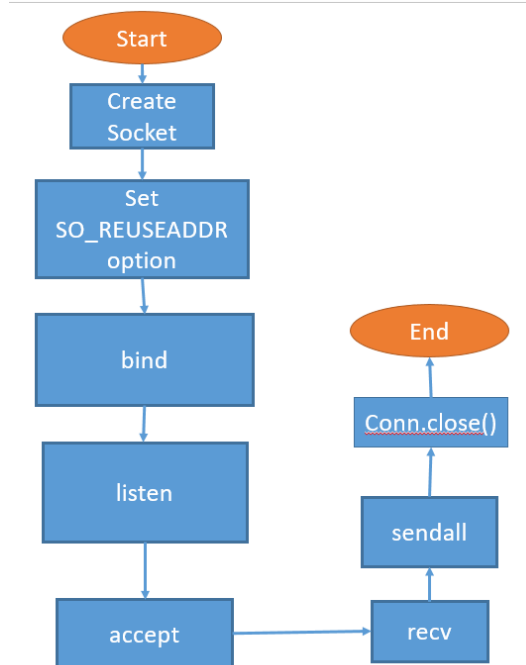 Start
Create
Socket
Set
SO_REUSEADDR
option
bind
listen
accept
recv
sendall
Conn.close()
End